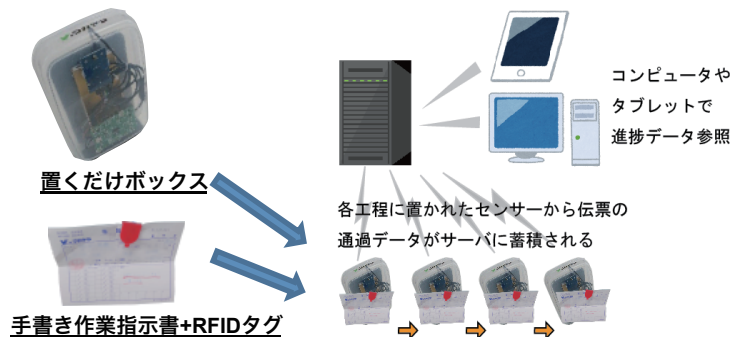 置くだけボックス
手書き作業指示書+RFIDタグ
コンピュータや
タブレットで
進捗データ参照
各工程に置かれたセンサーから伝票の
通過データがサーバに蓄積される